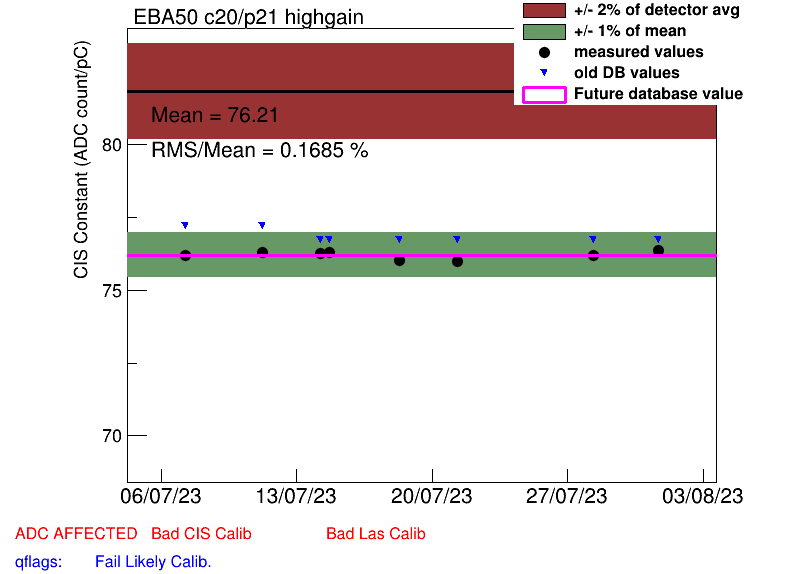 EBA50 c20/p21 highgain
+/- 2% of detector avg
+/- 1% of mean
measured values
old DB values
Future database value
Mean = 76.21
RMS/Mean = 0.1685 %
CIS Constant (ADC count/pC)
80
75
70
06/07/23 13/07/23 20/07/23 27/07/23 03/08/23
ADC AFFECTED Bad CIS Calib Bad Las Calib
qflags: Fail Likely Calib.